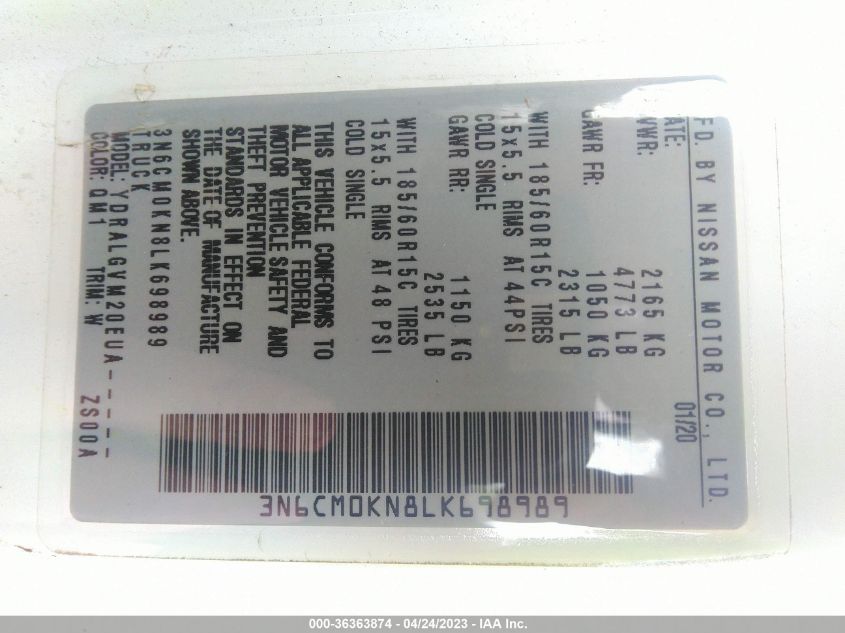 FD. BY NISSAN MOTOR CO., LTD.
ATE: 01/20
VWR: 2165 KG
4773 LB
GAWR FR: 1050 KG
2315 LB
WITH 185/60R15C TIRES
15x5.5 RIMS AT 44PSI
COLD SINGLE
GAWR RR: 1150 KG
2535 LB
WITH 185/60R15C TIRES
15x5.5 RIMS AT 48 PSI
COLD SINGLE
THIS VEHICLE CONFORMS TO
ALL APPLICABLE FEDERAL
MOTOR VEHICLE SAFETY AND
THEFT PREVENTION
STANDARDS IN EFFECT ON
THE DATE OF MANUFACTURE
SHOWN ABOVE.
3N6CM0KN8LK698989
TRUCK
MODEL: YDRALGVM20EUA-----
COLOR: QM1 TRIM: W ZS00A
3N6CM0KN8LK698989
000-36363874 - 04/24/2023 - IAA Inc.